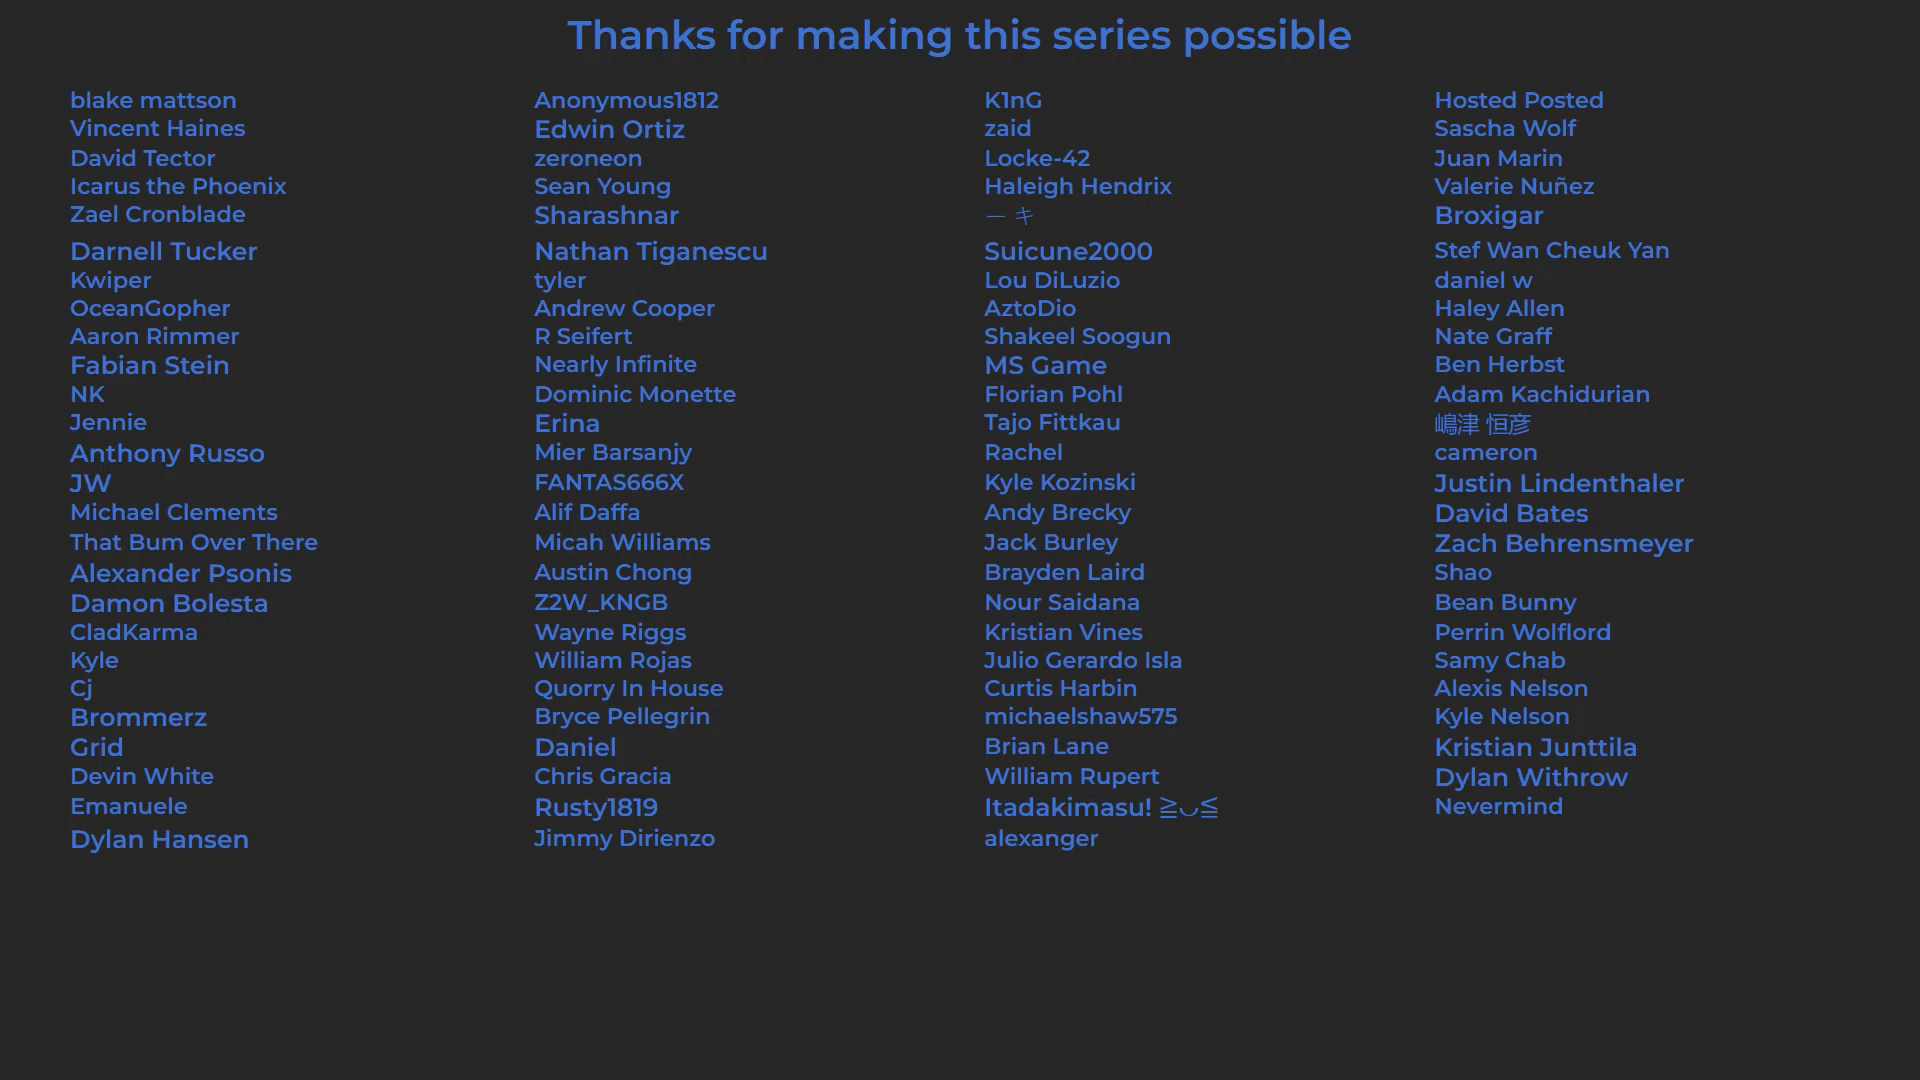 Thanks for making this series possible
blake mattson
Vincent Haines
David Tector
Icarus the Phoenix
Zael Cronblade
Darnell Tucker
Kwiper
OceanGopher
Aaron Rimmer
Fabian Stein
NK
Jennie
Anthony Russo
JW
Michael Clements
That Bum Over There
Alexander Psonis
Damon Bolesta
CladKarma
Kyle
Cj
Brommerz
Grid
Devin White
Emanuele
Dylan Hansen
Anonymous1812
Edwin Ortiz
zeroneon
Sean Young
Sharashnar
Nathan Tiganescu
tyler
Andrew Cooper
R Seifert
Nearly Infinite
Dominic Monette
Erina
Mier Barsanjy
FANTAS666X
Alif Daffa
Micah Williams
Austin Chong
Z2W_KNGB
Wayne Riggs
William Rojas
Quorry In House
Bryce Pellegrin
Daniel
Chris Gracia
Rusty1819
Jimmy Dirienzo
K1nG
zaid
Locke-42
Haleigh Hendrix
ー キ
Suicune2000
Lou DiLuzio
AztoDio
Shakeel Soogun
MS Game
Florian Pohl
Tajo Fittkau
Rachel
Kyle Kozinski
Andy Brecky
Jack Burley
Brayden Laird
Nour Saidana
Kristian Vines
Julio Gerardo Isla
Curtis Harbin
michaelshaw575
Brian Lane
William Rupert
Itadakimasu! ≧◡≦
alexanger
Hosted Posted
Sascha Wolf
Juan Marin
Valerie Nuñez
Broxigar
Stef Wan Cheuk Yan
daniel w
Haley Allen
Nate Graff
Ben Herbst
Adam Kachidurian
嶋津 恒彦
cameron
Justin Lindenthaler
David Bates
Zach Behrensmeyer
Shao
Bean Bunny
Perrin Wolflord
Samy Chab
Alexis Nelson
Kyle Nelson
Kristian Junttila
Dylan Withrow
Nevermind